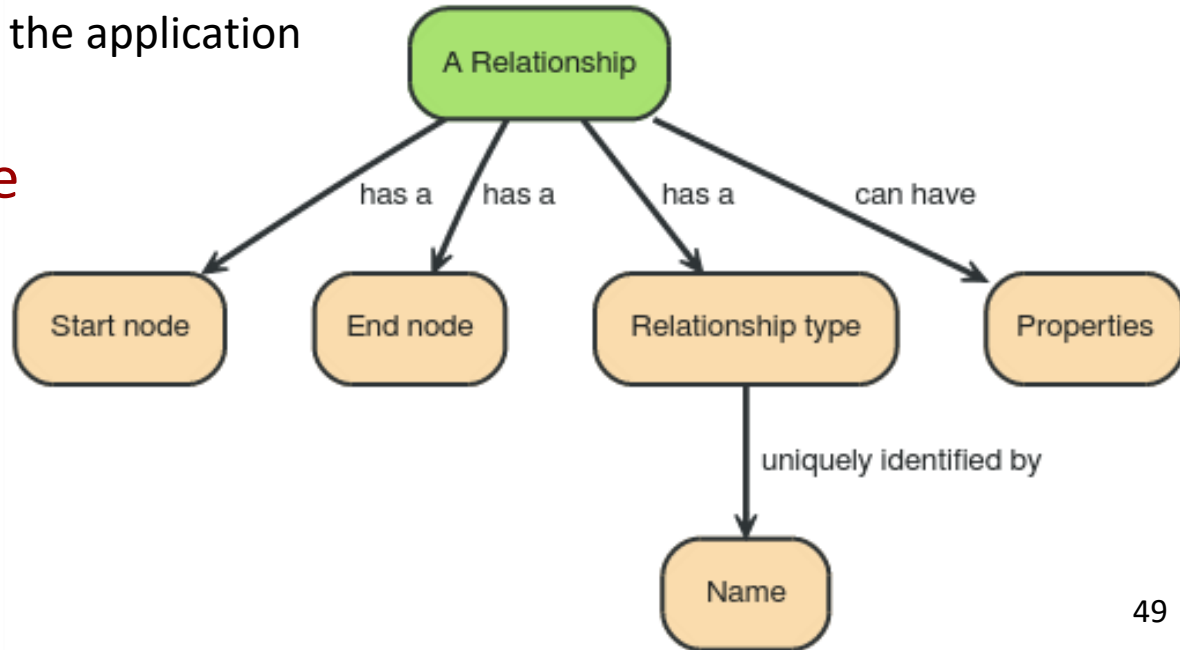 the application
A Relationship
e
has a
has a
has a
can have
Start node
End node
Relationship type
Properties
uniquely identified by
Name
49